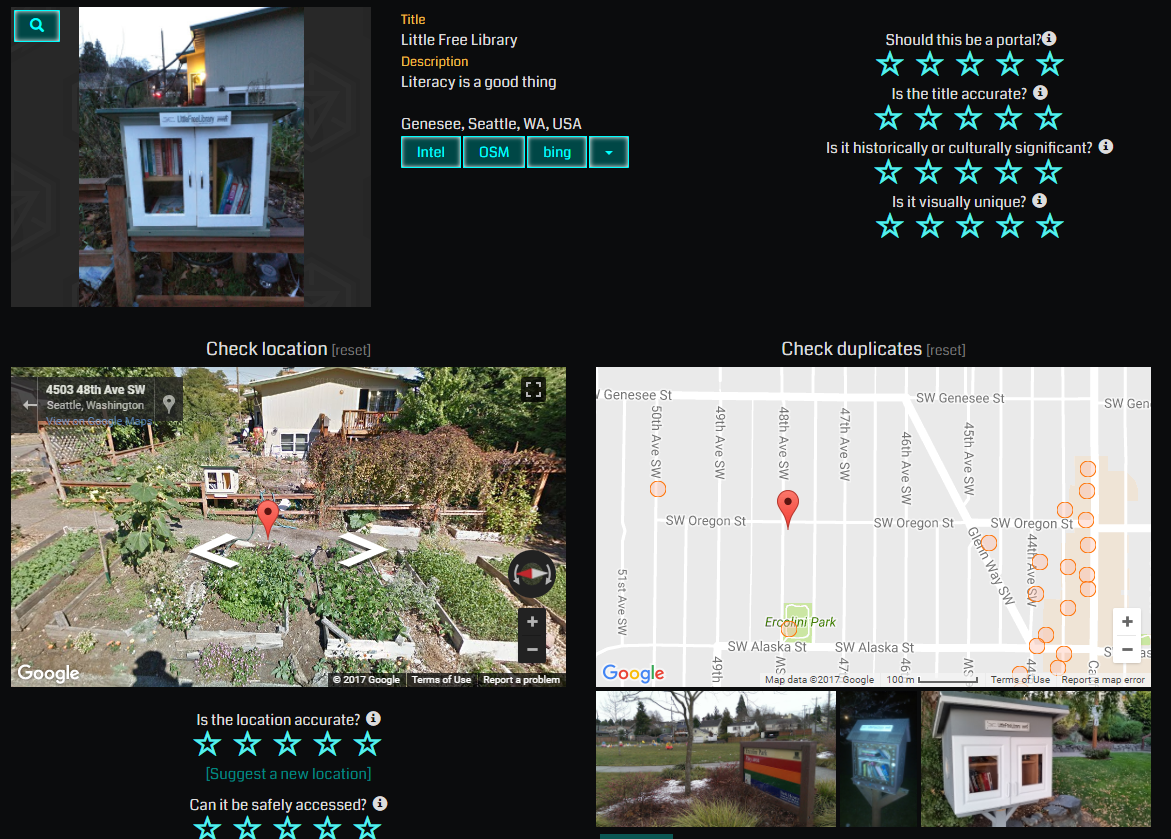 Title
Little Free Library
Description
Literacy is a good thing
Genesee, Seattle, WA, USA
Intel
OSM
bing
Should this be a portal?
Is the title accurate?
Is it historically or culturally significant?
Is it visually unique?
LittleFreeLibrary
Check location [reset]
4503 48th Ave SW
Seattle, Washington
View on Google Maps
Google
© 2017 Google
Terms of Use
Report a problem
Is the location accurate?
[Suggest a new location]
Can it be safely accessed?
Check duplicates [reset]
Genesee St
SW Genesee St
SW Gen
50th Ave SW
49th Ave SW
48th Ave SW
47th Ave SW
46th Ave SW
45th Ave SW
SW Oregon St
SW Oregon St
SW Oregon St
Glenn Way SW
44th Ave SW
51st Ave SW
Ercolini Park
SW Alaska St
SW Alaska St
49th
47th
46
Google
Map data ©2017 Google
100 m
Terms of Use
Report a map error
Ercolini Park
LittleFreeLibrary